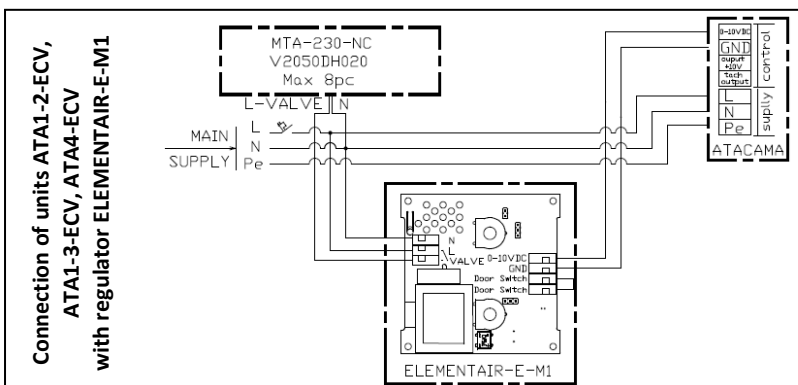 Connection of units ATA1-2-ECV,
ATA1-3-ECV, ATA4-ECV
with regulator ELEMENTAIR-E-M1
MTA-230-NC
V2050DH020
Max 8pc
L-VALVE N
MAIN
SUPPLY
L
N
Pe
0-10VDC
GND
ouput
+10V
tach
output
control
L
N
Pe
suplly
ATACAMA
N
L
VALVE
0-10VDC
GND
Door Switch
Door Switch
ELEMENTAIR-E-M1